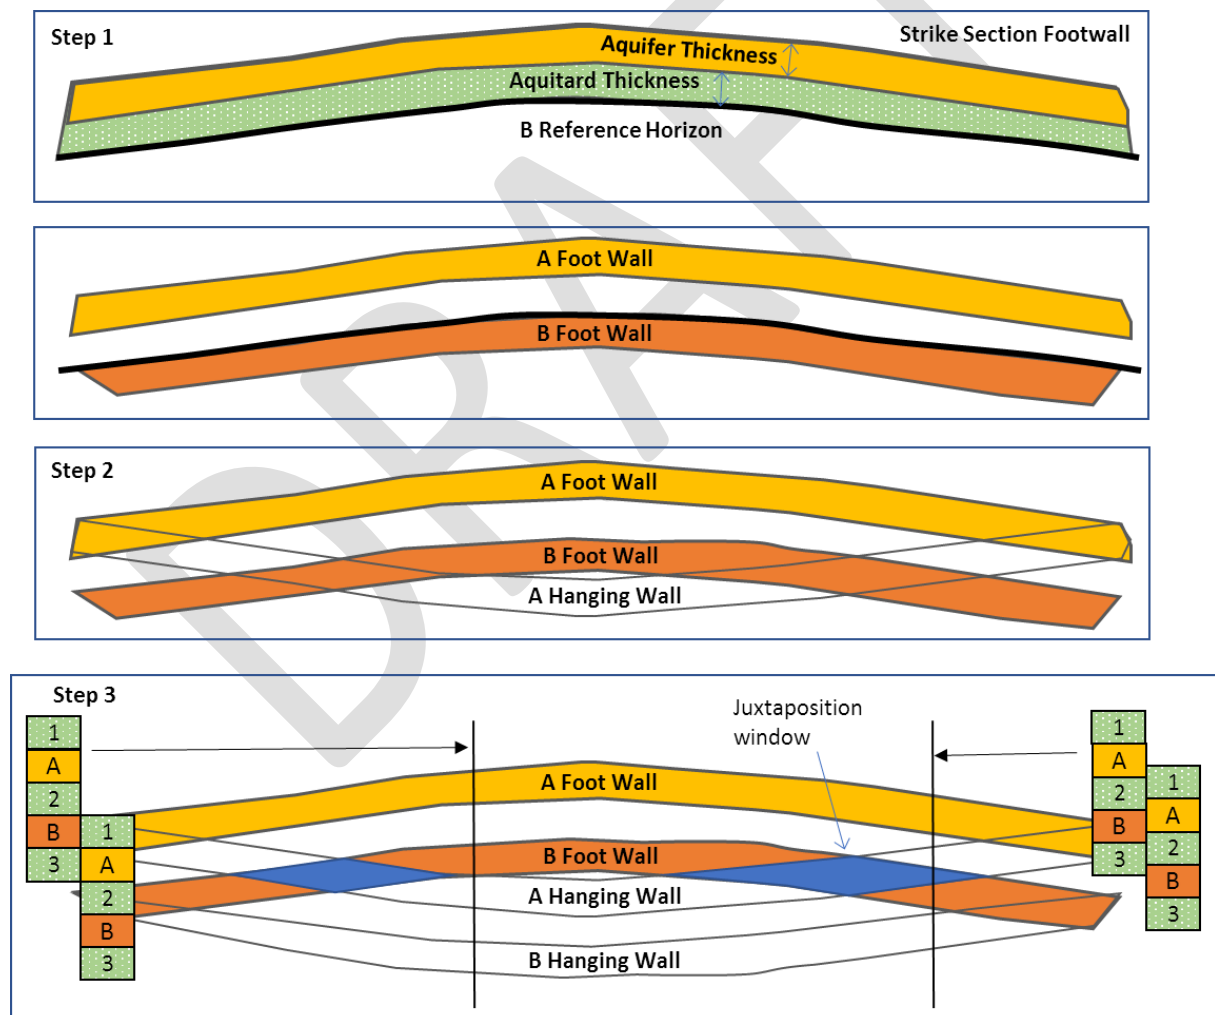 Step 1
Strike Section Footwall
Aquifer Thickness
Aquitard Thickness
B Reference Horizon
A Foot Wall
B Foot Wall
Step 2
A Foot Wall
B Foot Wall
A Hanging Wall
Step 3
Juxtaposition
window
1
A
2
B
3
1
A
2
B
3
A Foot Wall
B Foot Wall
A Hanging Wall
B Hanging Wall
1
A
2
B
3
1
A
2
B
3
DRAF